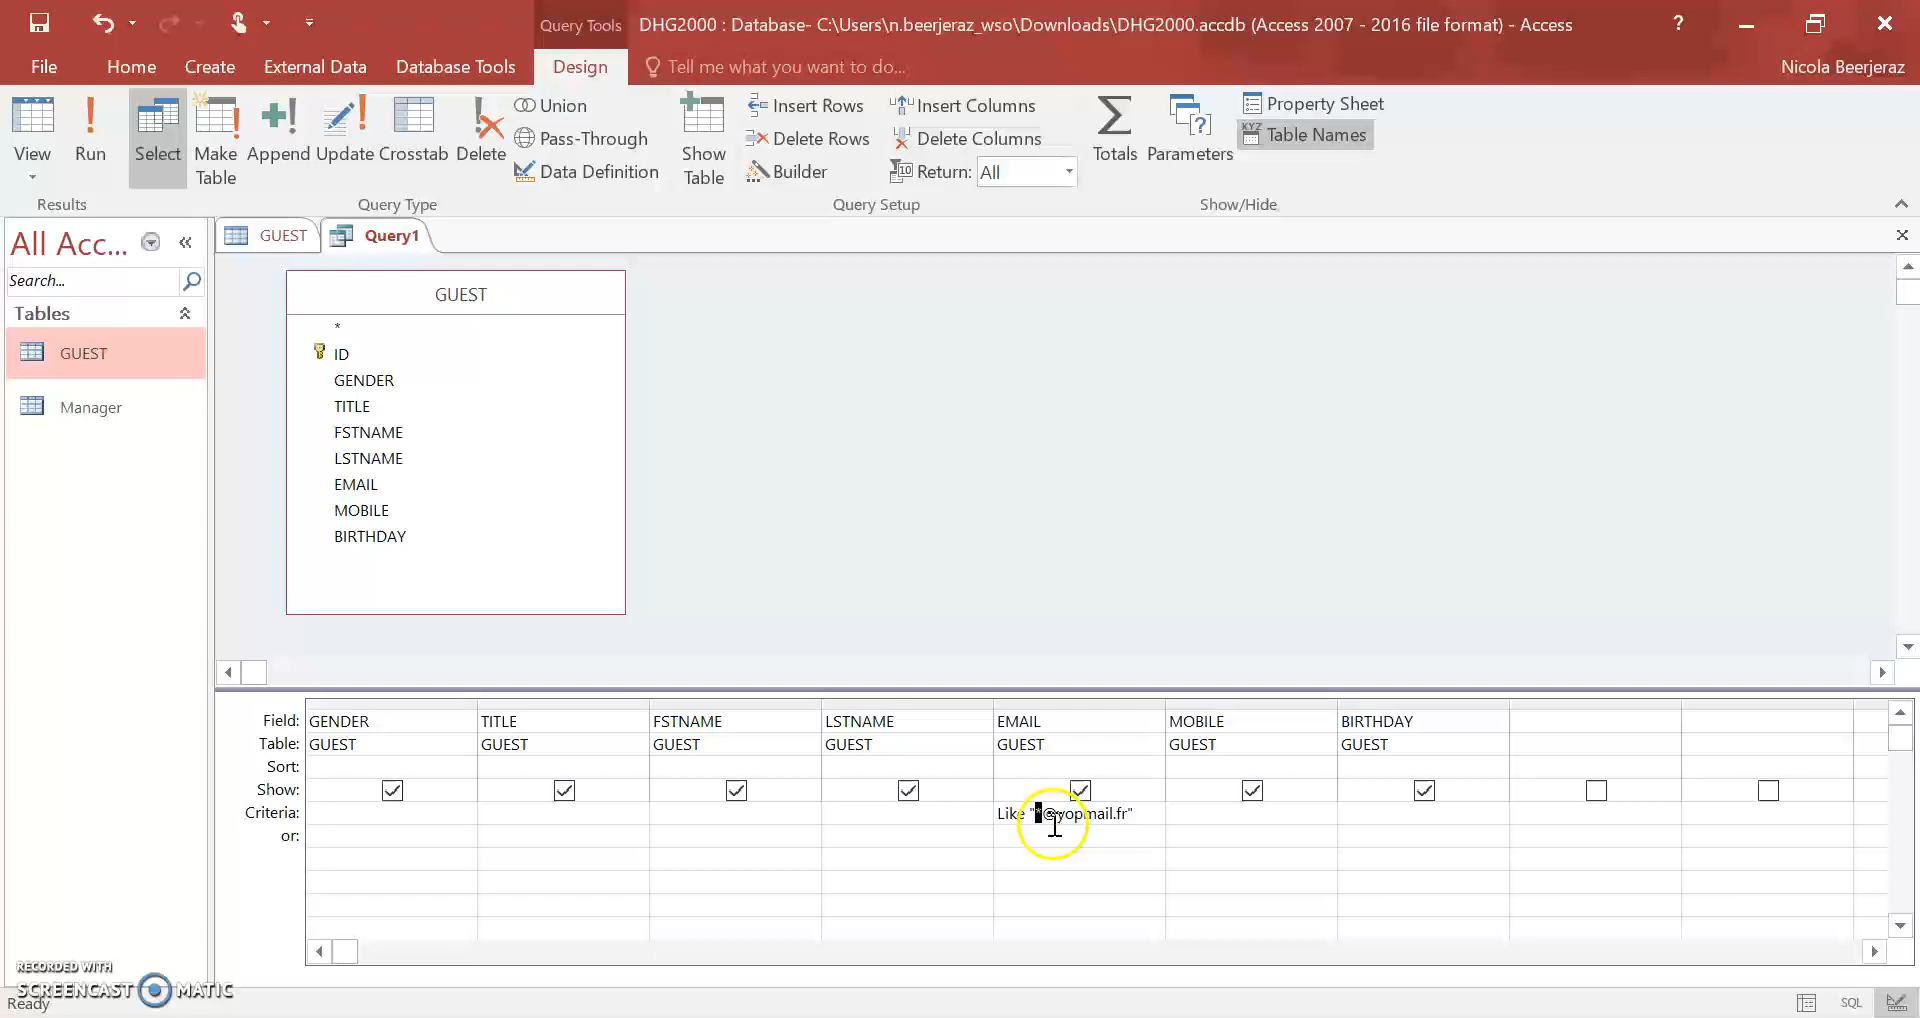 Query Tools
DHG2000 : Database- C:\Users\n.beerjeraz_wso\Downloads\DHG2000.accdb (Access 2007 - 2016 file format) - Access
?
File Home Create External Data Database Tools Design Tell me what you want to do... Nicola Beerjeraz
View Run Select Make Table Append Update Crosstab Delete
Union
Pass-Through
Data Definition
Show Table
Insert Rows
Delete Rows
Builder
Insert Columns
Delete Columns
Return: All
Totals Parameters
Property Sheet
Table Names
Results Query Type Query Setup Show/Hide
All Acc...
Search...
Tables
GUEST
Manager
GUEST Query1
GUEST
*
ID
GENDER
TITLE
FSTNAME
LSTNAME
EMAIL
MOBILE
BIRTHDAY
Field: GENDER TITLE FSTNAME LSTNAME EMAIL MOBILE BIRTHDAY
Table: GUEST GUEST GUEST GUEST GUEST GUEST GUEST
Sort:
Show:
Criteria: Like "*@yopmail.fr"
or:
RECORDED WITH
SCREENCAST MATIC
Ready
SQL